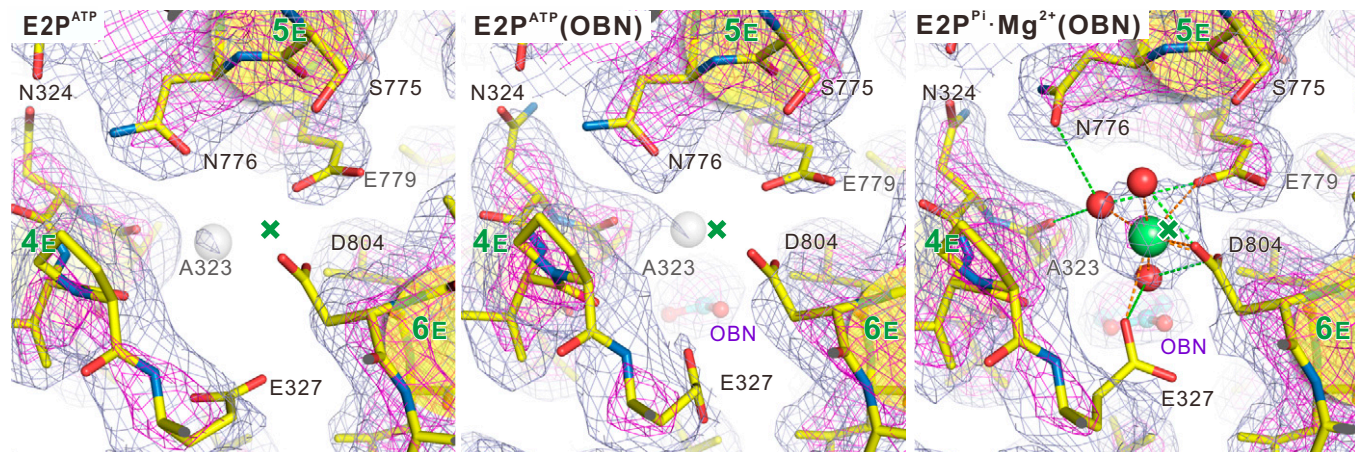 E2Pᴬᵀᴾ
5E
N324
S775
N776
E779
4E
A323
D804
6E
E327
E2Pᴬᵀᴾ(OBN)
5E
N324
S775
N776
E779
4E
A323
D804
OBN
6E
E327
E2Pᴾⁱ·Mg²⁺(OBN)
5E
N324
S775
N776
E779
4E
A323
D804
6E
OBN
E327